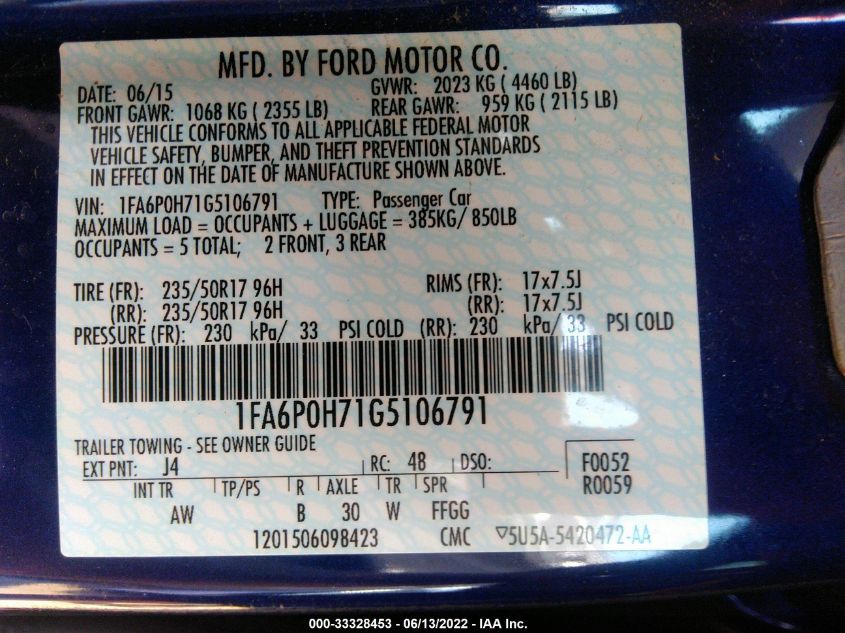 MFD. BY FORD MOTOR CO.
DATE: 06/15 GVWR: 2023 KG ( 4460 LB)
FRONT GAWR: 1068 KG ( 2355 LB) REAR GAWR: 959 KG ( 2115 LB)
THIS VEHICLE CONFORMS TO ALL APPLICABLE FEDERAL MOTOR
VEHICLE SAFETY, BUMPER, AND THEFT PREVENTION STANDARDS
IN EFFECT ON THE DATE OF MANUFACTURE SHOWN ABOVE.
VIN: 1FA6P0H71G5106791 TYPE: Passenger Car
MAXIMUM LOAD = OCCUPANTS + LUGGAGE = 385KG/ 850LB
OCCUPANTS = 5 TOTAL; 2 FRONT, 3 REAR
TIRE (FR): 235/50R17 96H RIMS (FR): 17x7.5J
(RR): 235/50R17 96H (RR): 17x7.5J
PRESSURE (FR): 230 kPa/ 33 PSI COLD (RR): 230 kPa/ 33 PSI COLD
1FA6P0H71G5106791
TRAILER TOWING - SEE OWNER GUIDE
EXT PNT: J4 RC: 48 DSO: F0052
INT TR TP/PS R AXLE TR SPR R0059
AW B 30 W FFGG
1201506098423 CMC ▽5U5A-5420472-AA
000-33328453 - 06/13/2022 - IAA Inc.